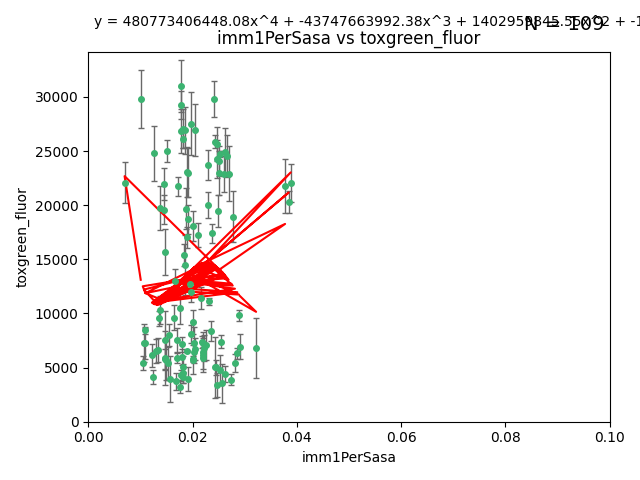 y = 480773406448.08x^4 + -43747663992.38x^3 + 1402959845.56x^2 + -1
N = 109
imm1PerSasa vs toxgreen_fluor
30000
25000
20000
15000
10000
5000
0
toxgreen_fluor
0.00 0.02 0.04 0.06 0.08 0.10
imm1PerSasa